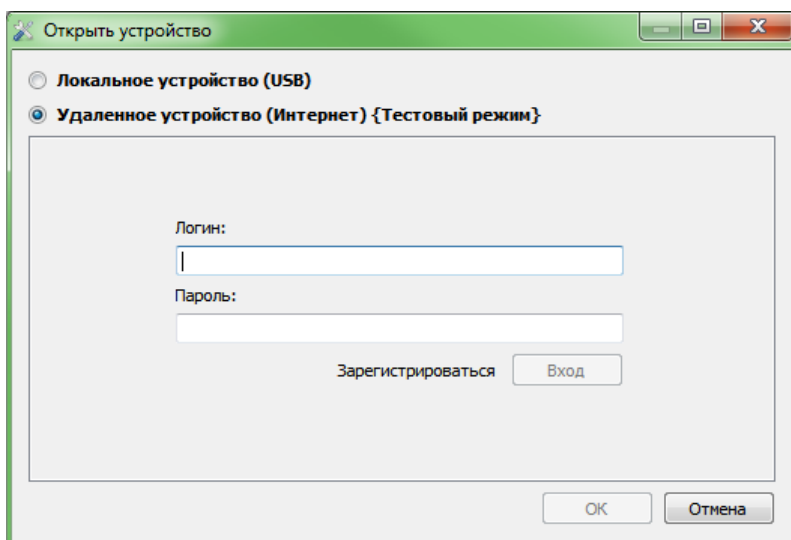 Открыть устройство
Локальное устройство (USB)
Удаленное устройство (Интернет) {Тестовый режим}
Логин:
Пароль:
Зарегистрироваться Вход
OK Отмена